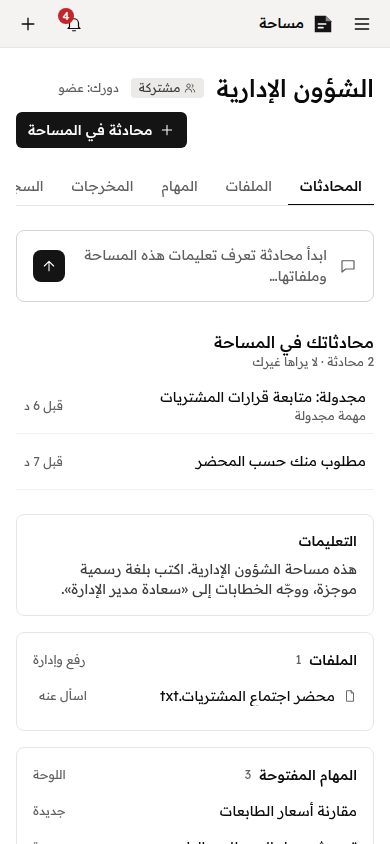 مساحة
4
الشؤون الإدارية
مشتركة
دورك: عضو
محادثة في المساحة
المحادثات
الملفات
المهام
المخرجات
ابدأ محادثة تعرف تعليمات هذه المساحة
وملفاتها...
محادثاتك في المساحة
2 محادثة · لا يراها غيرك
مجدولة: متابعة قرارات المشتريات
قبل 6 د
مهمة مجدولة
مطلوب منك حسب المحضر
قبل 7 د
التعليمات
هذه مساحة الشؤون الإدارية. اكتب بلغة رسمية
موجزة، ووجّه الخطابات إلى «سعادة مدير الإدارة».
الملفات 1
رفع وإدارة
محضر اجتماع المشتريات.txt
اسأل عنه
المهام المفتوحة 3
اللوحة
مقارنة أسعار الطابعات
جديدة